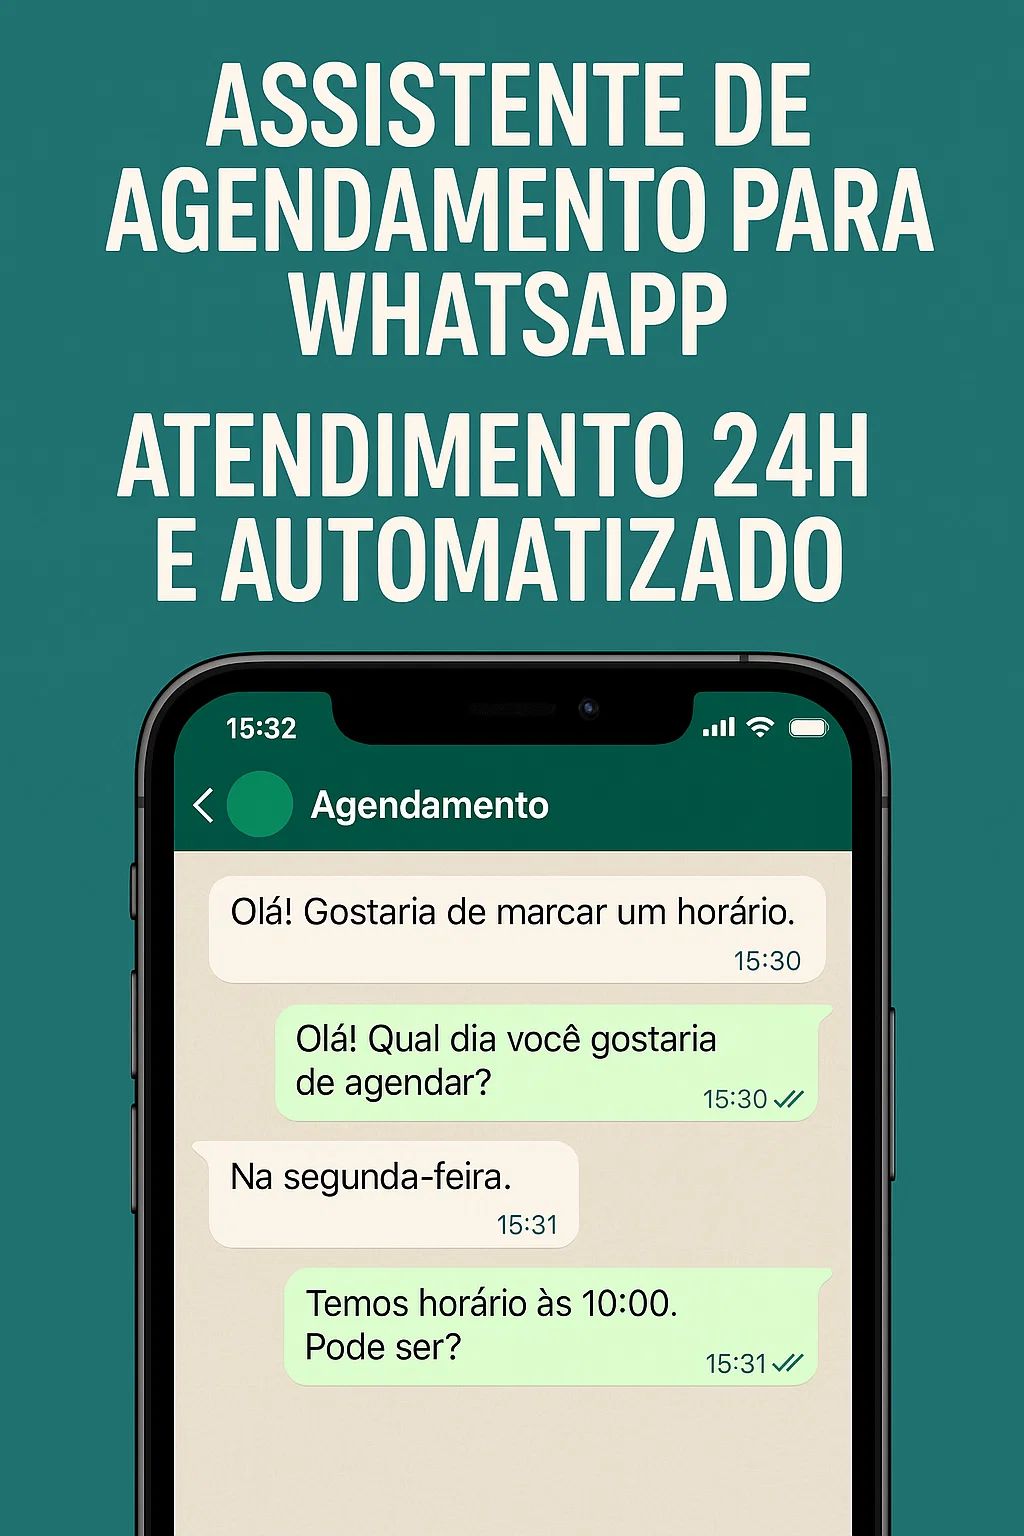 ASSISTENTE DE
AGENDAMENTO PARA
WHATSAPP
ATENDIMENTO 24H
E AUTOMATIZADO
15:32
Agendamento
Olá! Gostaria de marcar um horário.
15:30
Olá! Qual dia você gostaria
de agendar?
15:30
Na segunda-feira.
15:31
Temos horário às 10:00.
Pode ser?
15:31